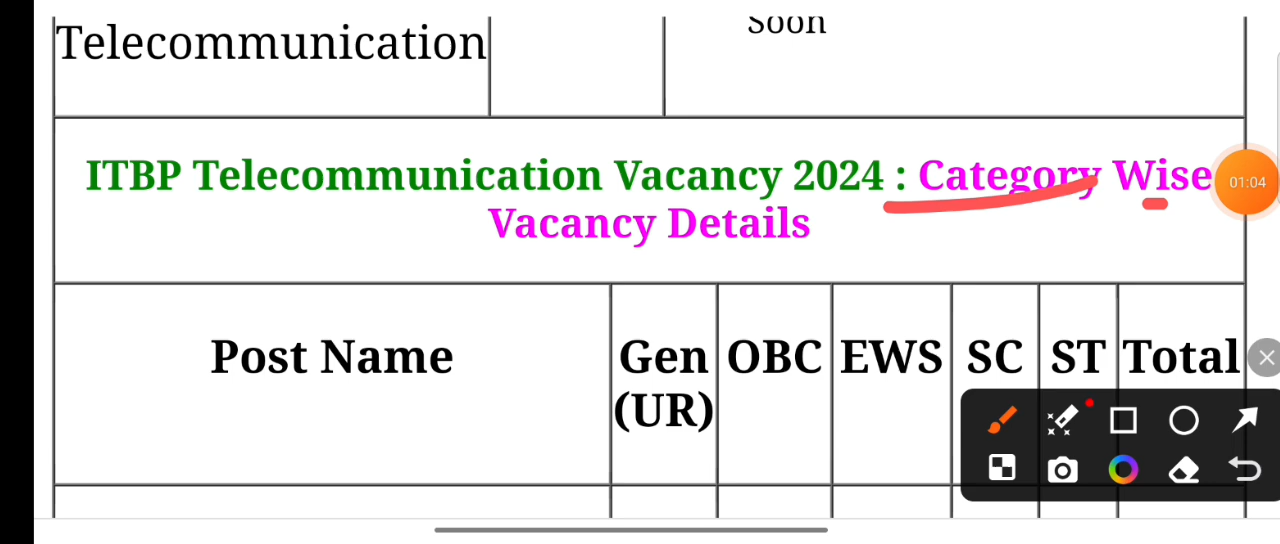 Soon
Telecommunication
ITBP Telecommunication Vacancy 2024 : Category Wise
Vacancy Details
01:04
Post Name
Gen
(UR)
OBC
EWS
SC
ST
Total